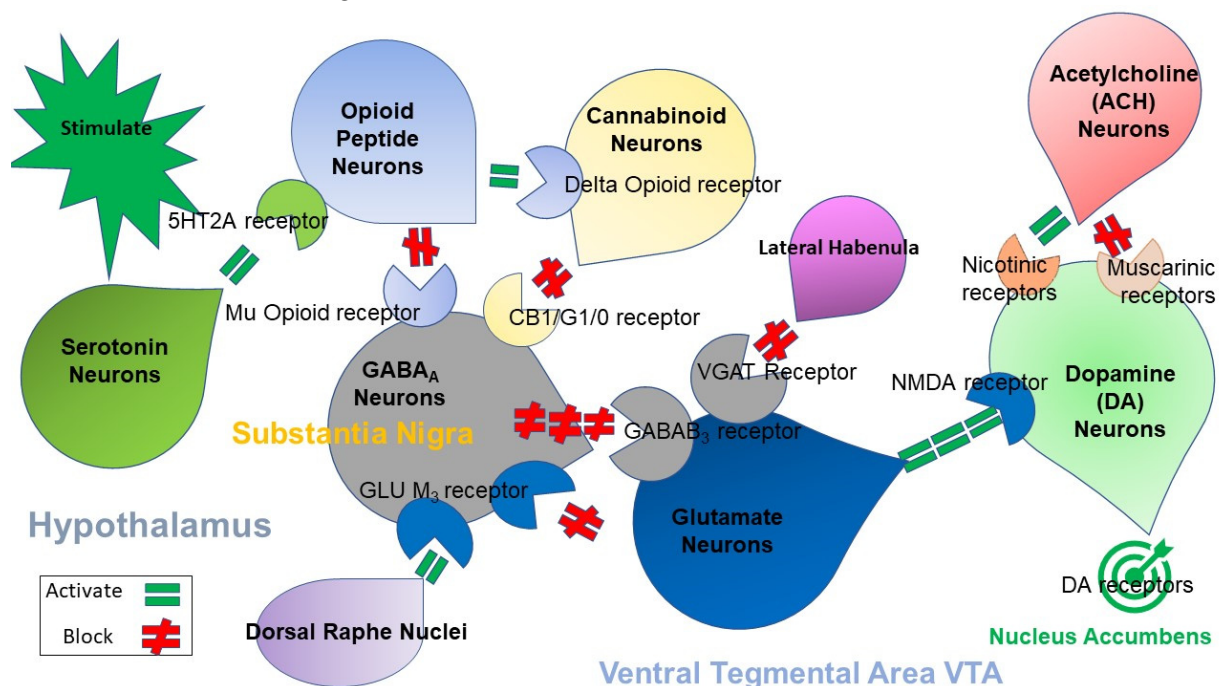 Stimulate
Opioid
Peptide
Neurons
Cannabinoid
Neurons
Acetylcholine
(ACH)
Neurons
Delta Opioid receptor
5HT2A receptor
Lateral Habenula
Nicotinic
receptors
Muscarinic
receptors
Mu Opioid receptor
CB1/G1/0 receptor
Serotonin
Neurons
GABAA
Neurons
VGAT Receptor
NMDA receptor
Dopamine
(DA)
Neurons
Substantia Nigra
GABAB3 receptor
GLU M3 receptor
Hypothalamus
Glutamate
Neurons
Activate
Block
DA receptors
Dorsal Raphe Nuclei
Nucleus Accumbens
Ventral Tegmental Area VTA